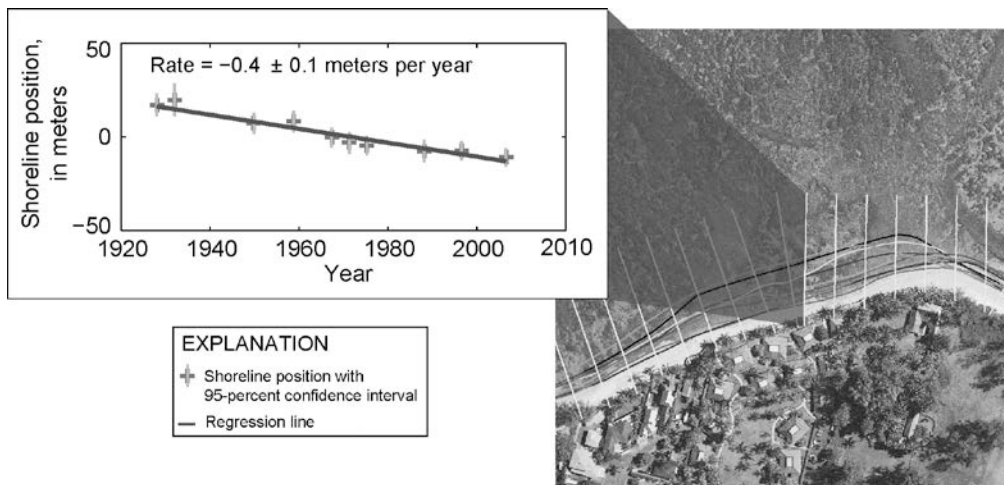 50
Rate = −0.4 ± 0.1 meters per year
0
−50
Shoreline position,
in meters
1920 1940 1960 1980 2000 2010
Year
EXPLANATION
Shoreline position with
95-percent confidence interval
Regression line